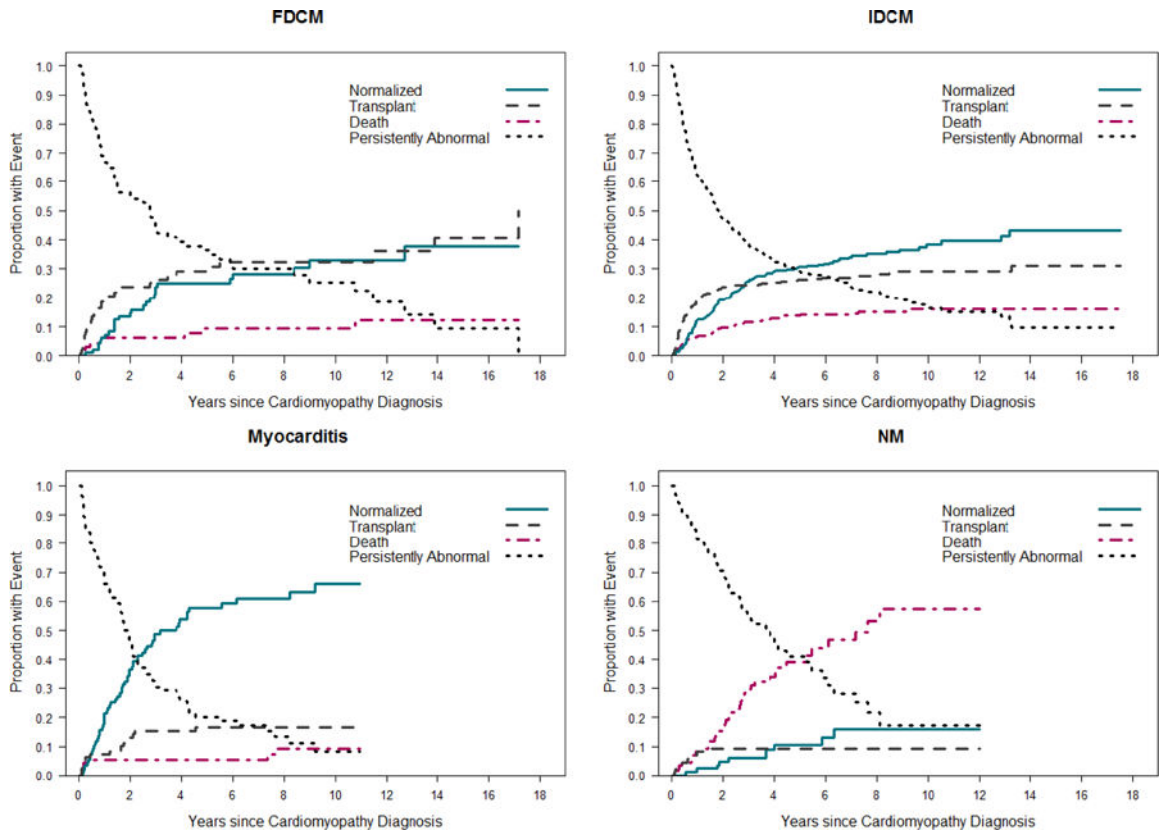 FDCM
Normalized
Transplant
Death
Persistently Abnormal
1.0
0.9
0.8
0.7
0.6
0.5
0.4
0.3
0.2
0.1
0.0
Proportion with Event
0 2 4 6 8 10 12 14 16 18
Years since Cardiomyopathy Diagnosis
IDCM
Normalized
Transplant
Death
Persistently Abnormal
1.0
0.9
0.8
0.7
0.6
0.5
0.4
0.3
0.2
0.1
0.0
Proportion with Event
0 2 4 6 8 10 12 14 16 18
Years since Cardiomyopathy Diagnosis
Myocarditis
Normalized
Transplant
Death
Persistently Abnormal
1.0
0.9
0.8
0.7
0.6
0.5
0.4
0.3
0.2
0.1
0.0
Proportion with Event
0 2 4 6 8 10 12 14 16 18
Years since Cardiomyopathy Diagnosis
NM
Normalized
Transplant
Death
Persistently Abnormal
1.0
0.9
0.8
0.7
0.6
0.5
0.4
0.3
0.2
0.1
0.0
Proportion with Event
0 2 4 6 8 10 12 14 16 18
Years since Cardiomyopathy Diagnosis